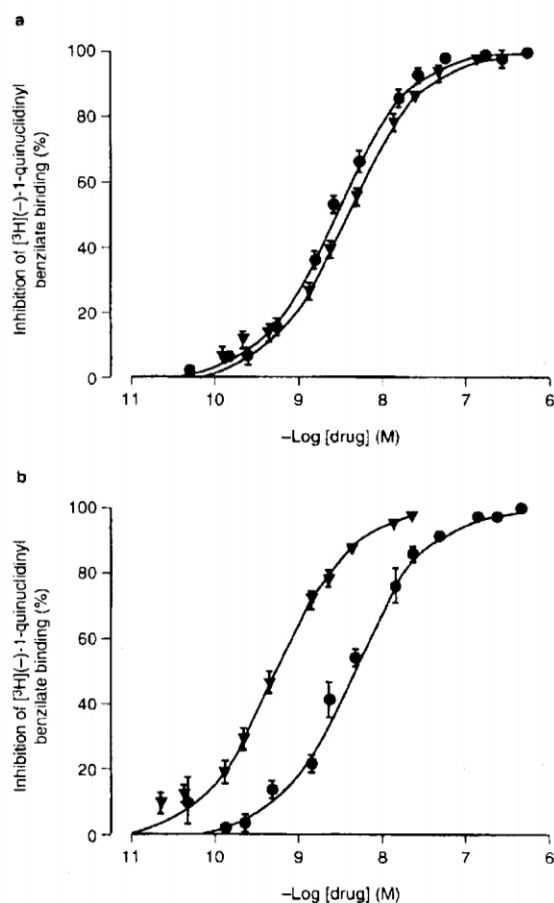 a
100
80
60
40
20
0
Inhibition of [³H](−)-1-quinuclidinyl
benzilate biniding (%)
11 10 9 8 7 6
−Log [drug] (M)
b
100
80
60
40
20
0
Inhibition of [³H](−)-1-quinuclidinyl
benzilate binding (%)
11 10 9 8 7 6
−Log [drug] (M)